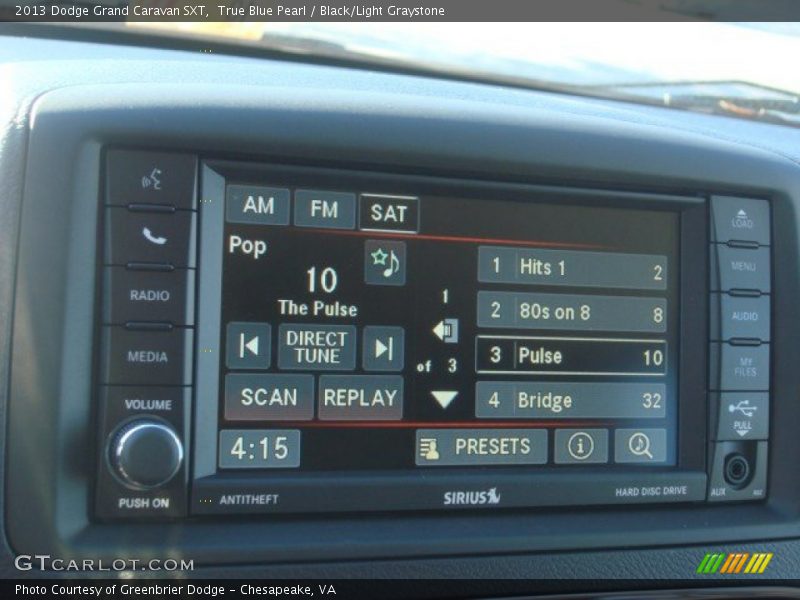 2013 Dodge Grand Caravan SXT,  True Blue Pearl / Black/Light Graystone
AM
FM
SAT
Pop
10
The Pulse
DIRECT
TUNE
SCAN
REPLAY
4:15
1
of 3
1 Hits 1 2
2 80s on 8 8
3 Pulse 10
4 Bridge 32
PRESETS
RADIO
MEDIA
VOLUME
PUSH ON
LOAD
MENU
AUDIO
MY
FILES
PULL
AUX
ANTITHEFT
SIRIUS
HARD DISC DRIVE
GTCARLOT.COM
Photo Courtesy of Greenbrier Dodge – Chesapeake, VA